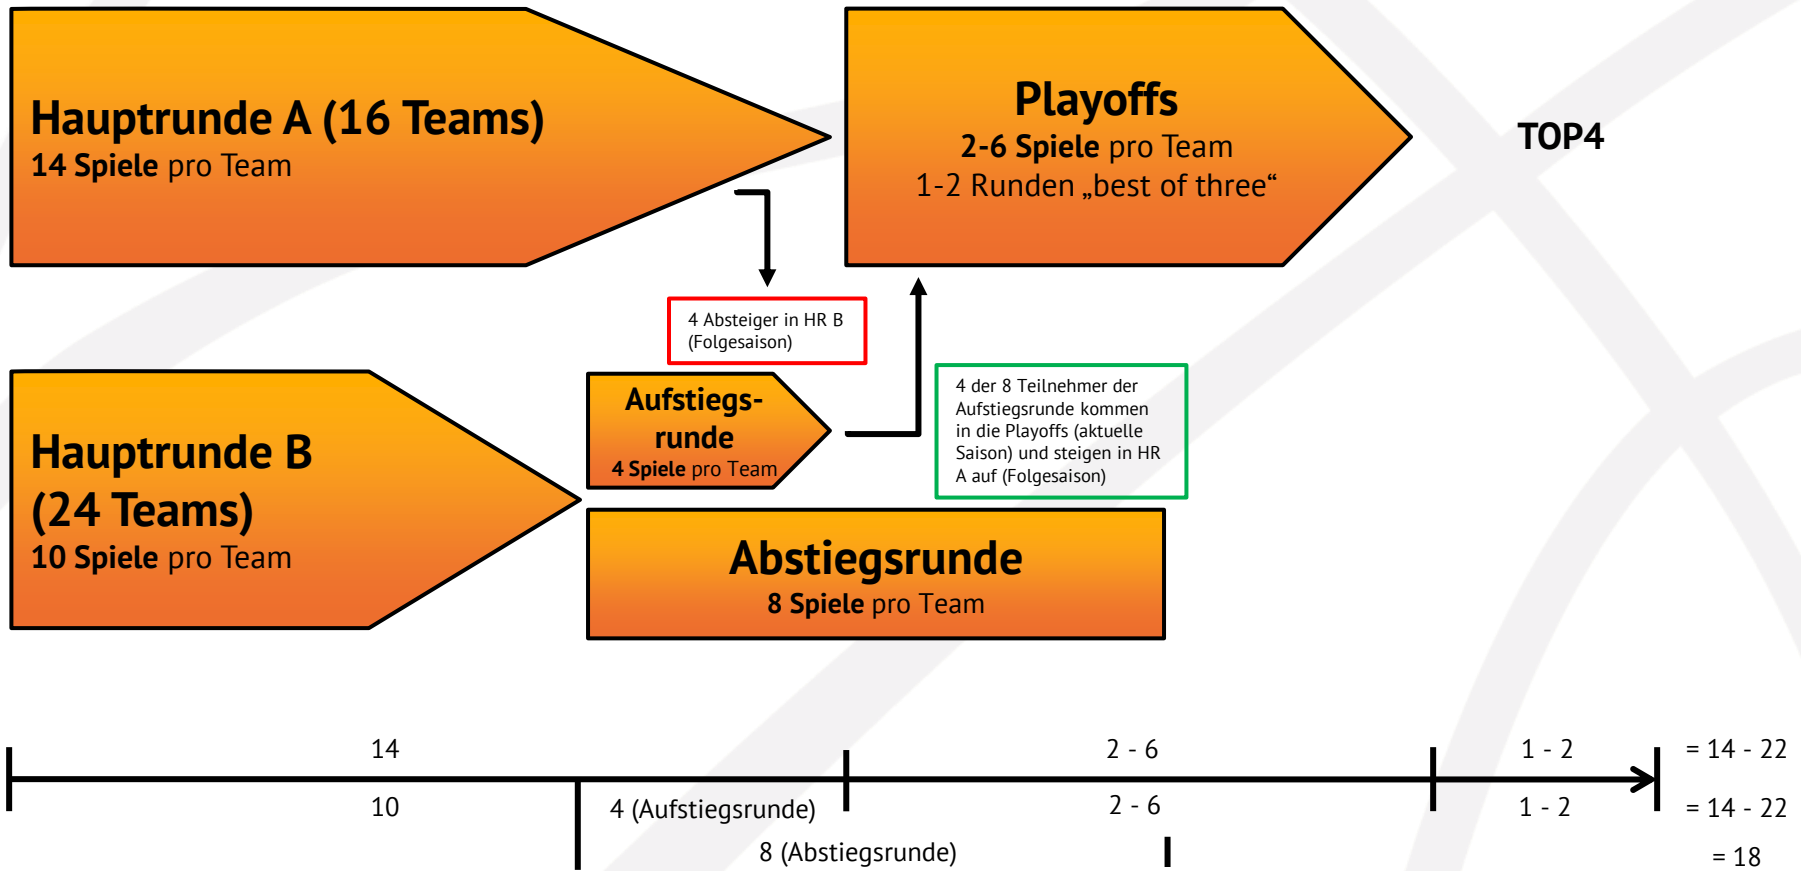 Hauptrunde A (16 Teams)
14 Spiele pro Team
Playoffs
2-6 Spiele pro Team
1-2 Runden „best of three“
TOP4
4 Absteiger in HR B
(Folgesaison)
Hauptrunde B
(24 Teams)
10 Spiele pro Team
Aufstiegs-
runde
4 Spiele pro Team
4 der 8 Teilnehmer der
Aufstiegsrunde kommen
in die Playoffs (aktuelle
Saison) und steigen in HR
A auf (Folgesaison)
Abstiegsrunde
8 Spiele pro Team
14 2 - 6 1 - 2 = 14 - 22
10 4 (Aufstiegsrunde) 2 - 6 1 - 2 = 14 - 22
8 (Abstiegsrunde) = 18